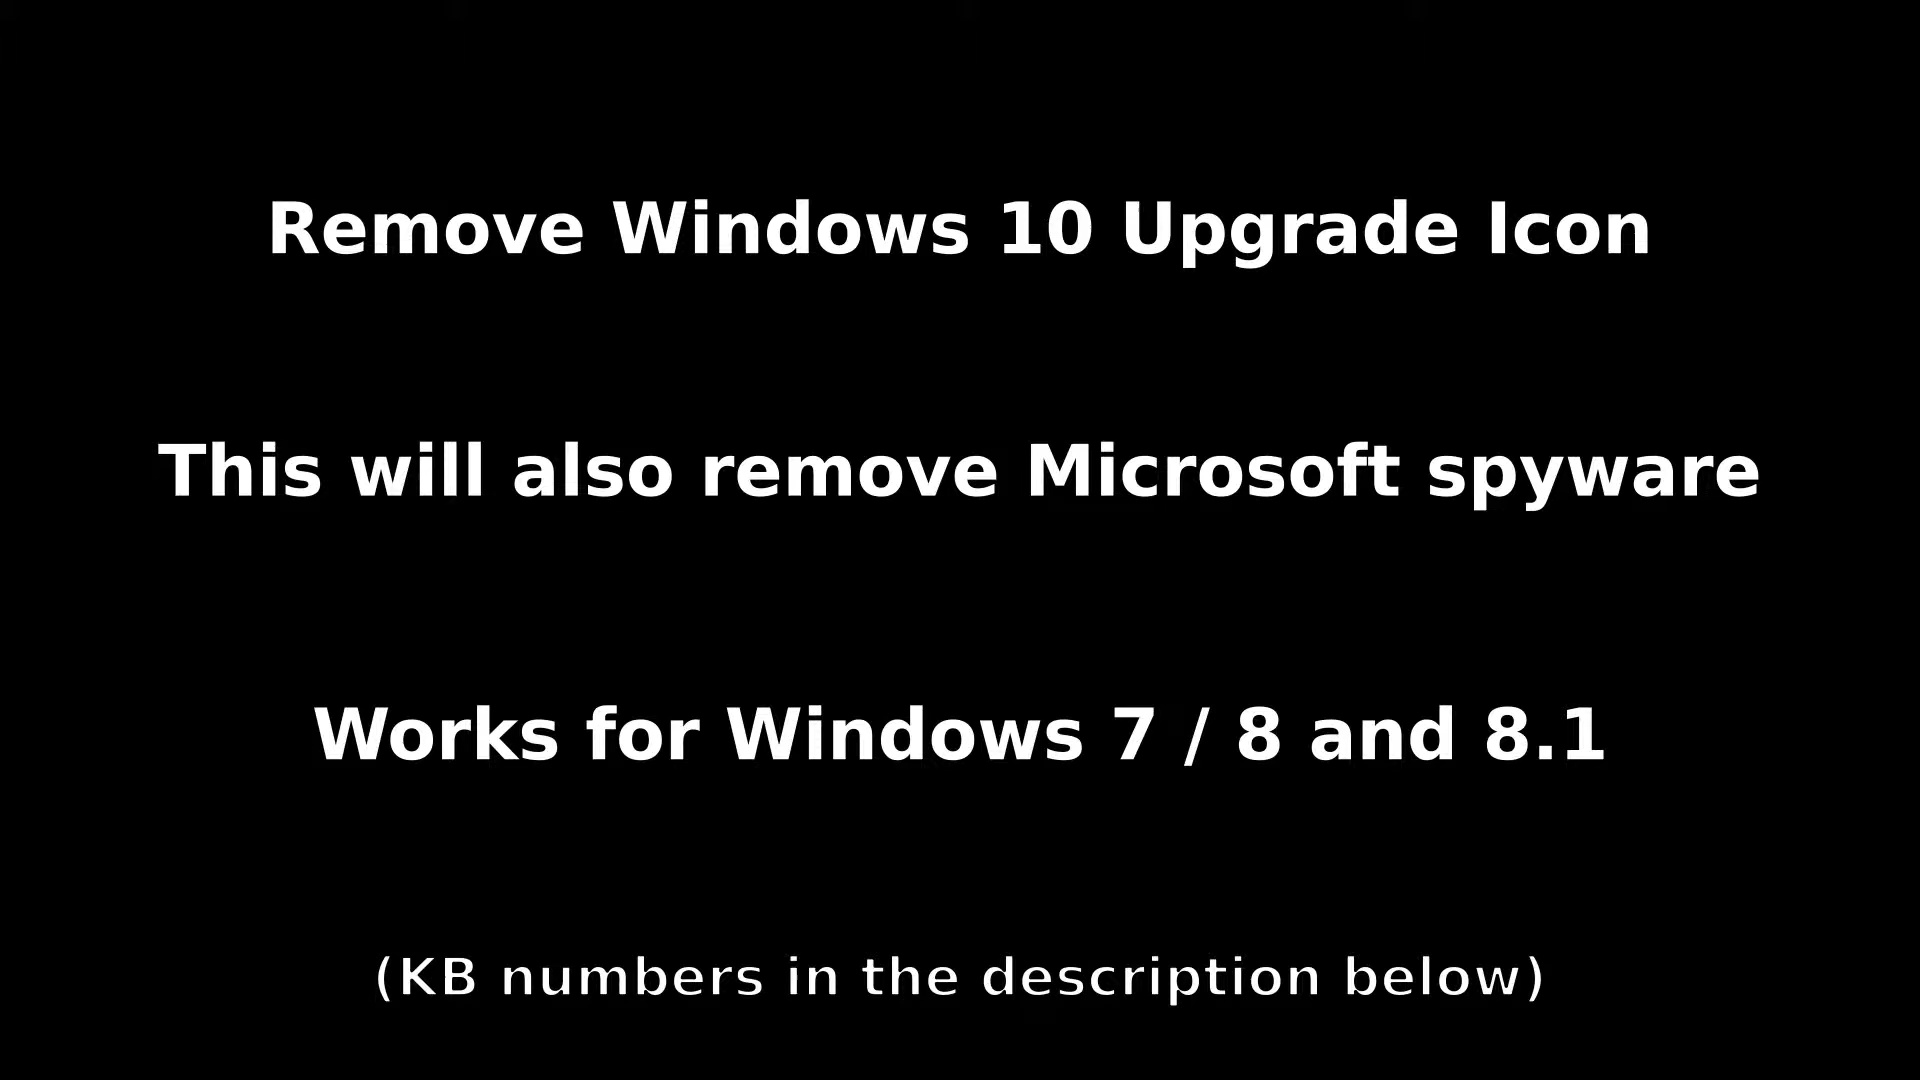 Remove Windows 10 Upgrade Icon
This will also remove Microsoft spyware
Works for Windows 7 / 8 and 8.1
(KB numbers in the description below)